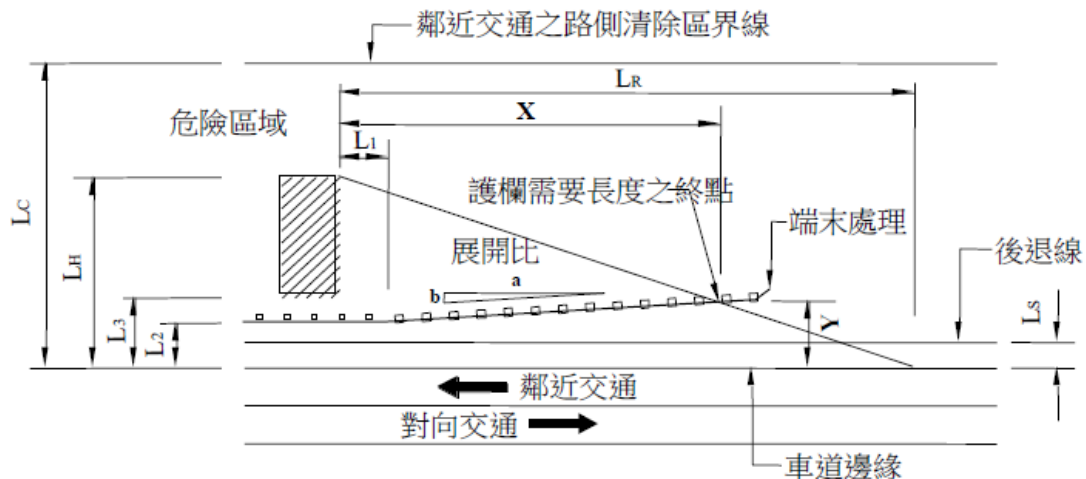 鄰近交通之路側清除區界線
LR
X
危險區域
L1
護欄需要長度之終點
端末處理
展開比
後退線
a
b
LC
LH
L3
L2
Y
LS
鄰近交通
對向交通
車道邊緣